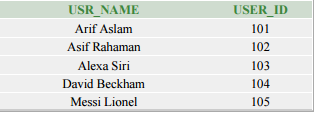 USR_NAME USER_ID
Arif Aslam 101
Asif Rahaman 102
Alexa Siri 103
David Beckham 104
Messi Lionel 105